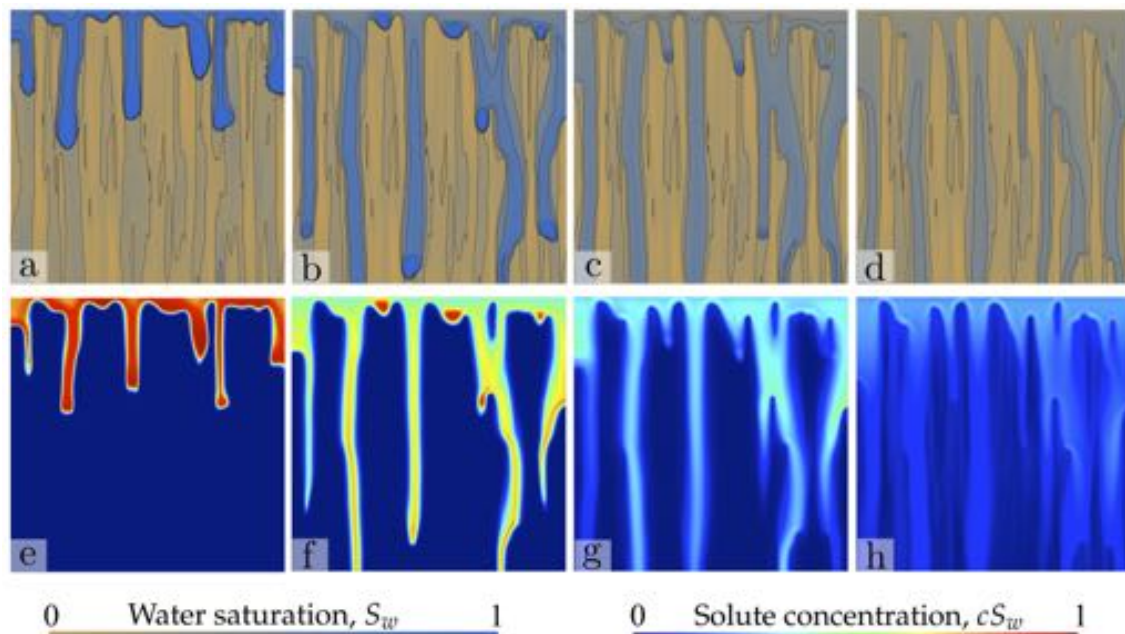 a b c d
e f g h
0 Water saturation, S_w 1 0 Solute concentration, cS_w 1